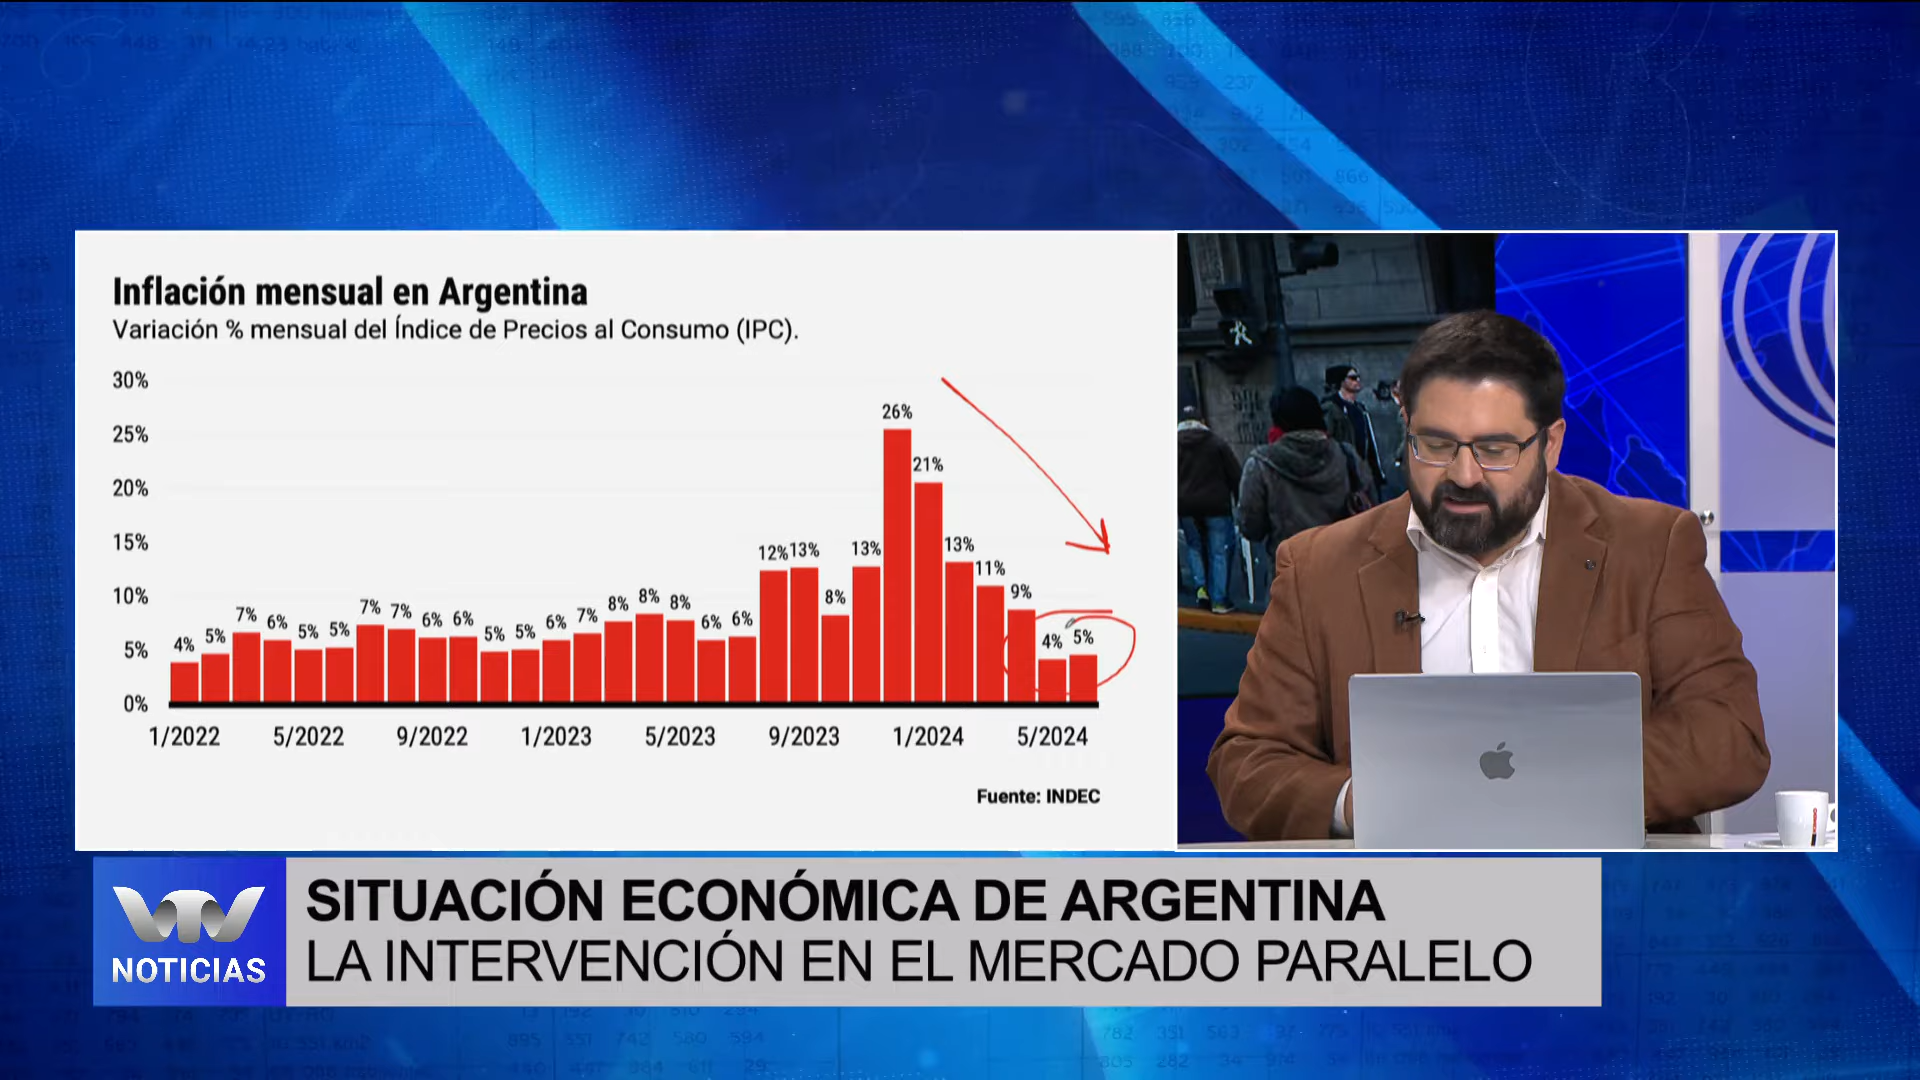 Inflación mensual en Argentina
Variación % mensual del Índice de Precios al Consumo (IPC).
30%
25%
20%
15%
10%
5%
0%
4% 5% 7% 6% 5% 5% 7% 7% 6% 6% 5% 5% 6% 7% 8% 8% 8% 6% 6% 12% 13% 8% 13% 26% 21% 13% 11% 9% 4% 5%
1/2022 5/2022 9/2022 1/2023 5/2023 9/2023 1/2024 5/2024
Fuente: INDEC
VTV
NOTICIAS
SITUACIÓN ECONÓMICA DE ARGENTINA
LA INTERVENCIÓN EN EL MERCADO PARALELO